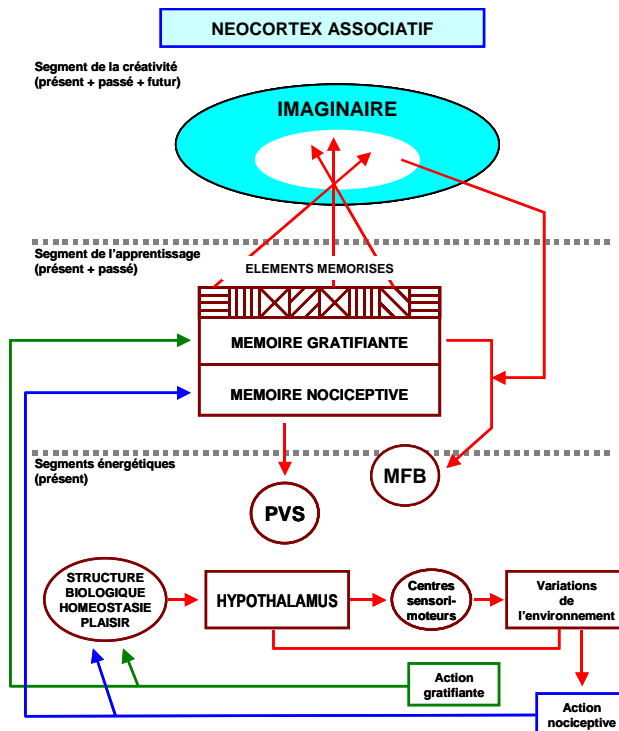 NEOCORTEX ASSOCIATIF
Segment de la créativité
(présent + passé + futur)
IMAGINAIRE
Segment de l'apprentissage
(présent + passé)
ELEMENTS MEMORISES
MEMOIRE GRATIFIANTE
MEMOIRE NOCICEPTIVE
Segments énergétiques
(présent)
MFB
PVS
STRUCTURE
BIOLOGIQUE
HOMEOSTASIE
PLAISIR
HYPOTHALAMUS
Centres
sensori-
moteurs
Variations
de
l'environnement
Action
gratifiante
Action
nociceptive